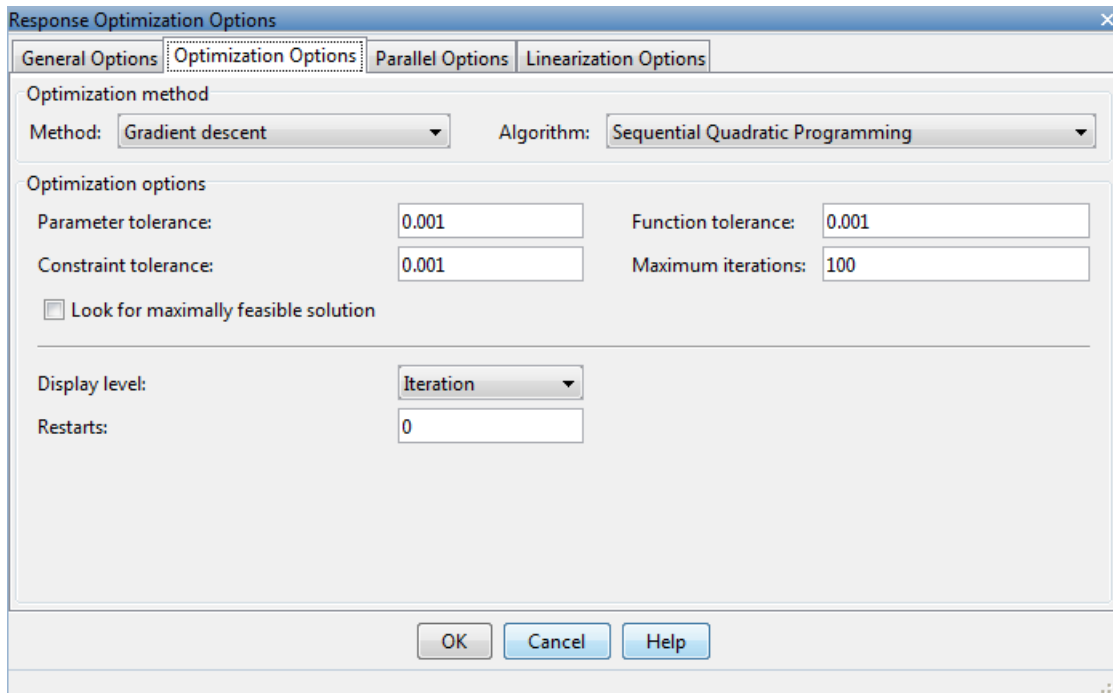 Response Optimization Options
General Options Optimization Options Parallel Options Linearization Options
Optimization method
Method: Gradient descent Algorithm: Sequential Quadratic Programming
Optimization options
Parameter tolerance: 0.001 Function tolerance: 0.001
Constraint tolerance: 0.001 Maximum iterations: 100
Look for maximally feasible solution
Display level: Iteration
Restarts: 0
OK Cancel Help